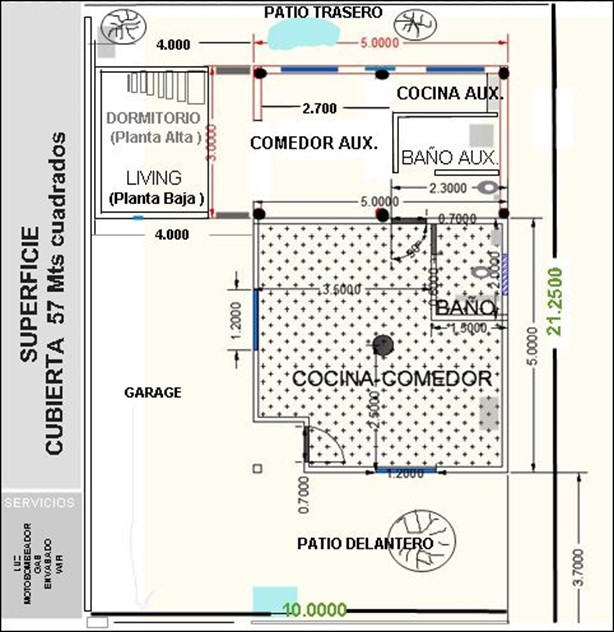 PATIO TRASERO
4.000
5.0000
DORMITORIO
(Planta Alta)
LIVING
(Planta Baja)
3.0000
2.700
COCINA AUX.
COMEDOR AUX.
BAÑO AUX.
2.3000
5.0000
4.000
0.7000
90°
3.5000
2.0000
BAÑO
1.5000
1.2000
21.2500
5.0000
COCINA-COMEDOR
2.5000
GARAGE
0.7000
1.2000
PATIO DELANTERO
3.7000
10.0000
SUPERFICIE
CUBIERTA 57 Mts cuadrados
SERVICIOS
LUZ
MOTOBOMBEADOR
GAS
ENVASADO